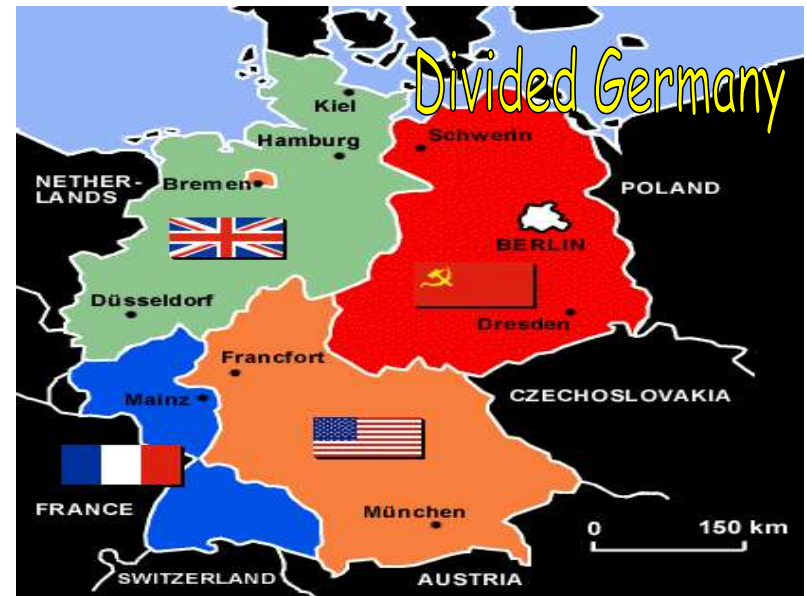 Divided Germany
Kiel
Hamburg
Schwerin
NETHER-
LANDS
Bremen
POLAND
BERLIN
Düsseldorf
Dresden
Francfort
Mainz
CZECHOSLOVAKIA
FRANCE
München
0 150 km
SWITZERLAND
AUSTRIA